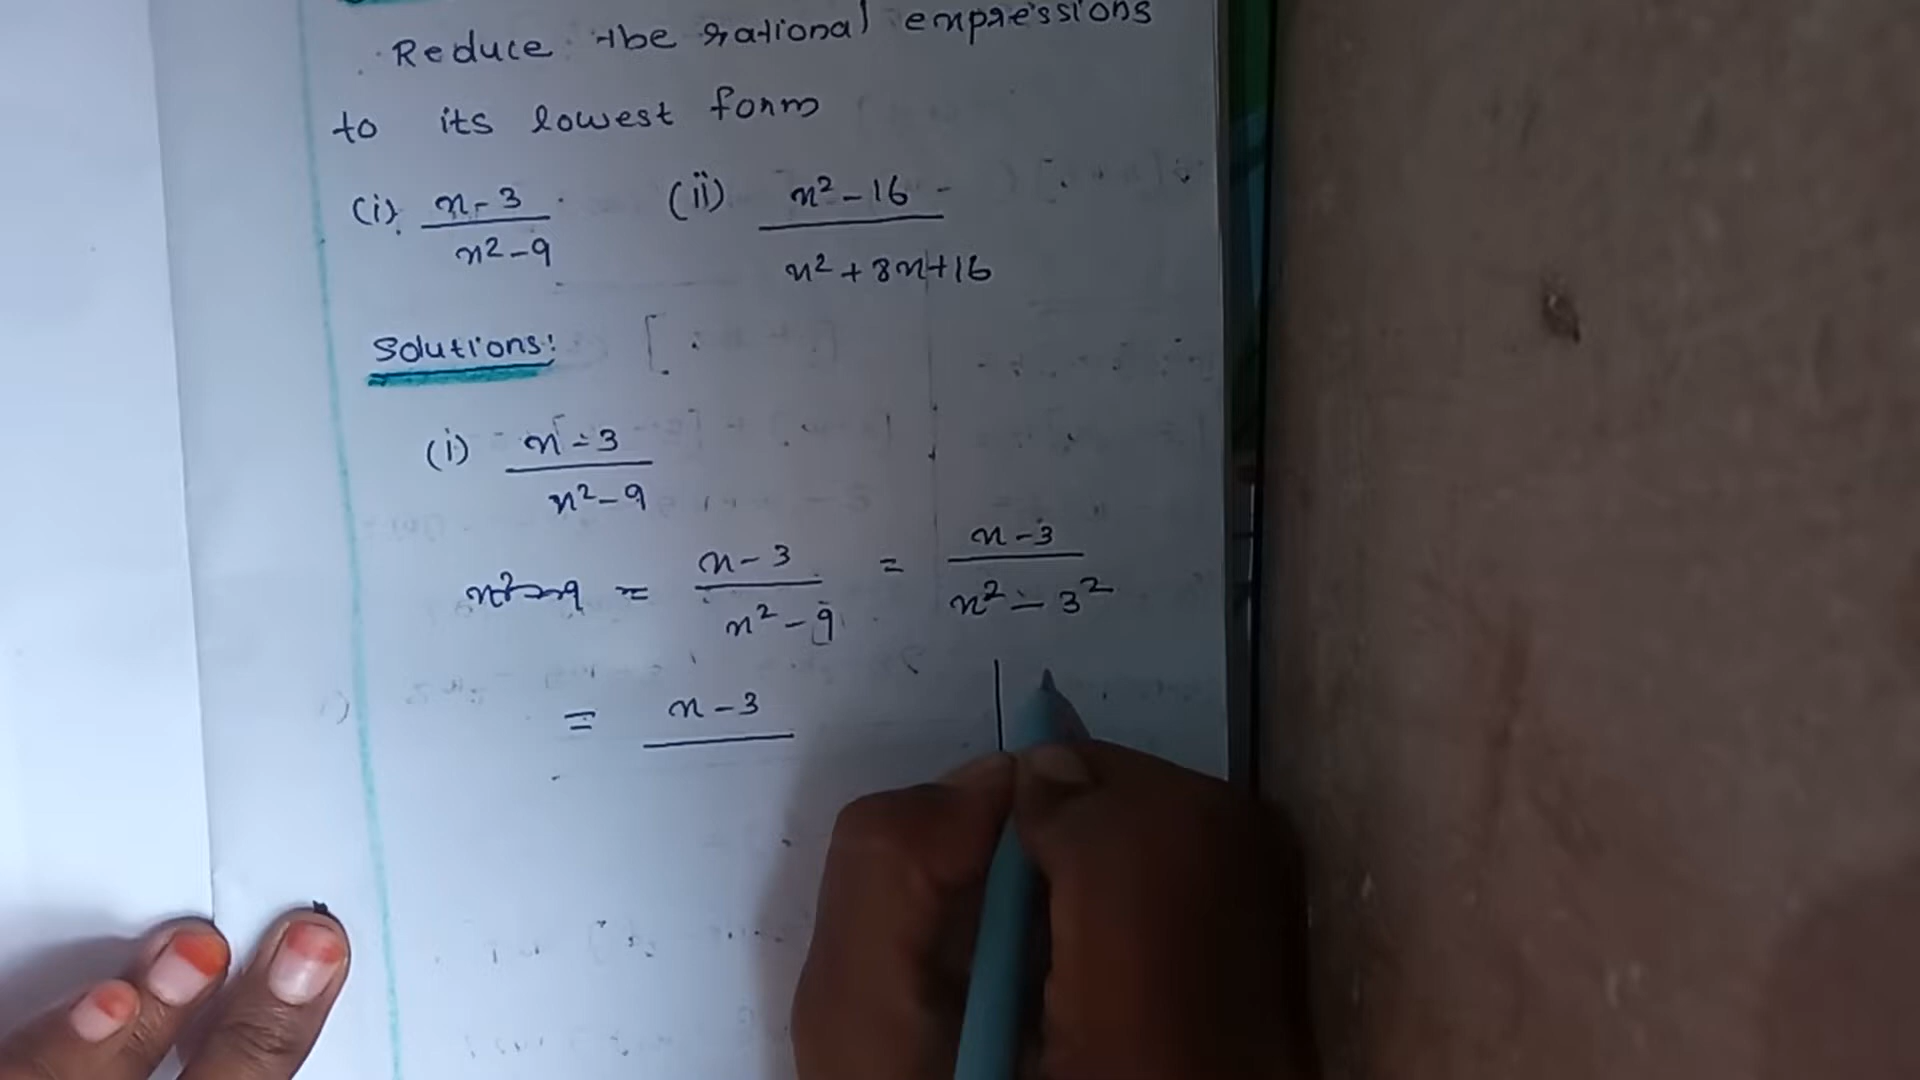 Reduce the rational expressions
to its lowest form
(i) x-3 / x²-9 (ii) x²-16 / x²+8x+16
Solutions:
(i) x-3 / x²-9
= x-3 / x²-9 = x-3 / x²-3²
= x-3